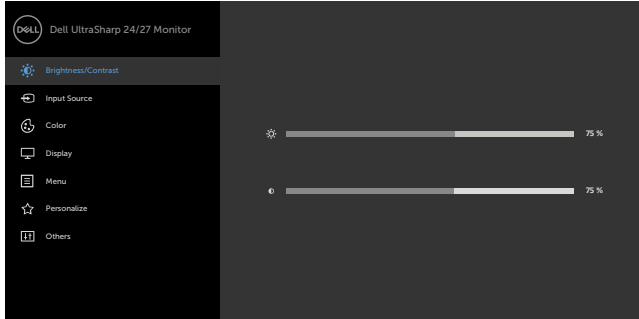 DELL
Dell UltraSharp 24/27 Monitor
Brightness/Contrast
Input Source
Color
Display
Menu
Personalize
Others
75 %
75 %